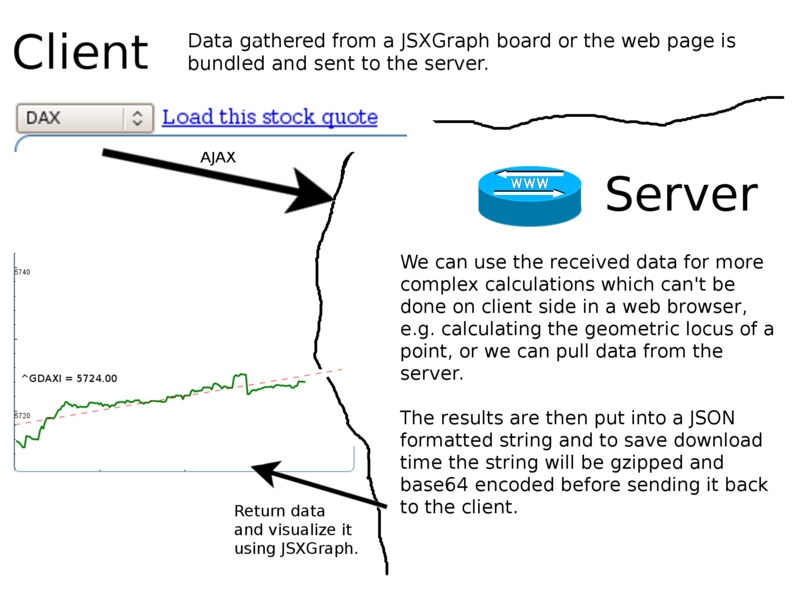 Client
Data gathered from a JSXGraph board or the web page is
bundled and sent to the server.
DAX
Load this stock quote
AJAX
WWW
Server
We can use the received data for more
complex calculations which can't be
done on client side in a web browser,
e.g. calculating the geometric locus of a
point, or we can pull data from the
server.
The results are then put into a JSON
formatted string and to save download
time the string will be gzipped and
base64 encoded before sending it back
to the client.
5740
^GDAXI = 5724.00
5720
Return data
and visualize it
using JSXGraph.